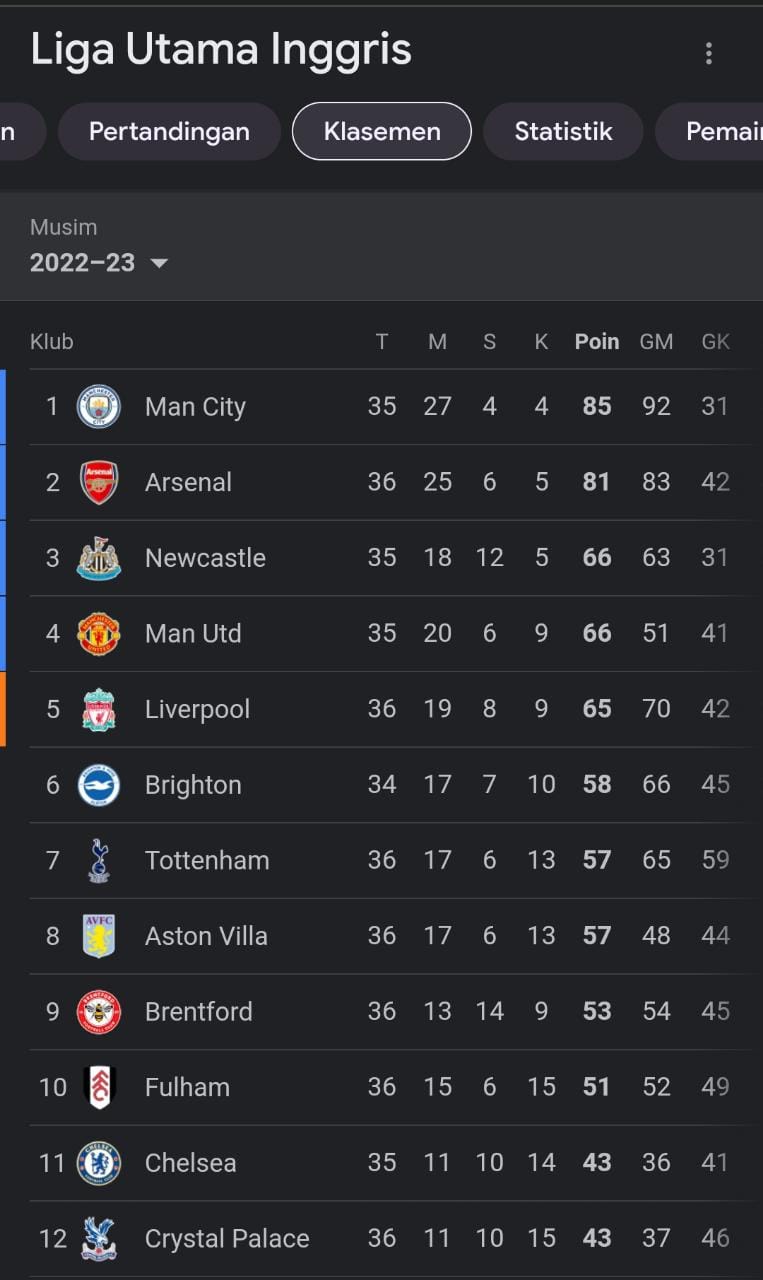 Liga Utama Inggris
n Pertandingan Klasemen Statistik Pemai
Musim
2022–23
Klub T M S K Poin GM GK
1 Man City 35 27 4 4 85 92 31
2 Arsenal 36 25 6 5 81 83 42
3 Newcastle 35 18 12 5 66 63 31
4 Man Utd 35 20 6 9 66 51 41
5 Liverpool 36 19 8 9 65 70 42
6 Brighton 34 17 7 10 58 66 45
7 Tottenham 36 17 6 13 57 65 59
8 Aston Villa 36 17 6 13 57 48 44
9 Brentford 36 13 14 9 53 54 45
10 Fulham 36 15 6 15 51 52 49
11 Chelsea 35 11 10 14 43 36 41
12 Crystal Palace 36 11 10 15 43 37 46